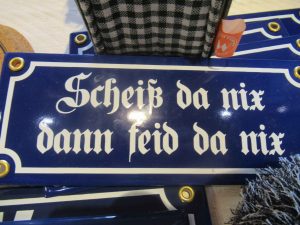 Scheiß da nix
dann feid da nix